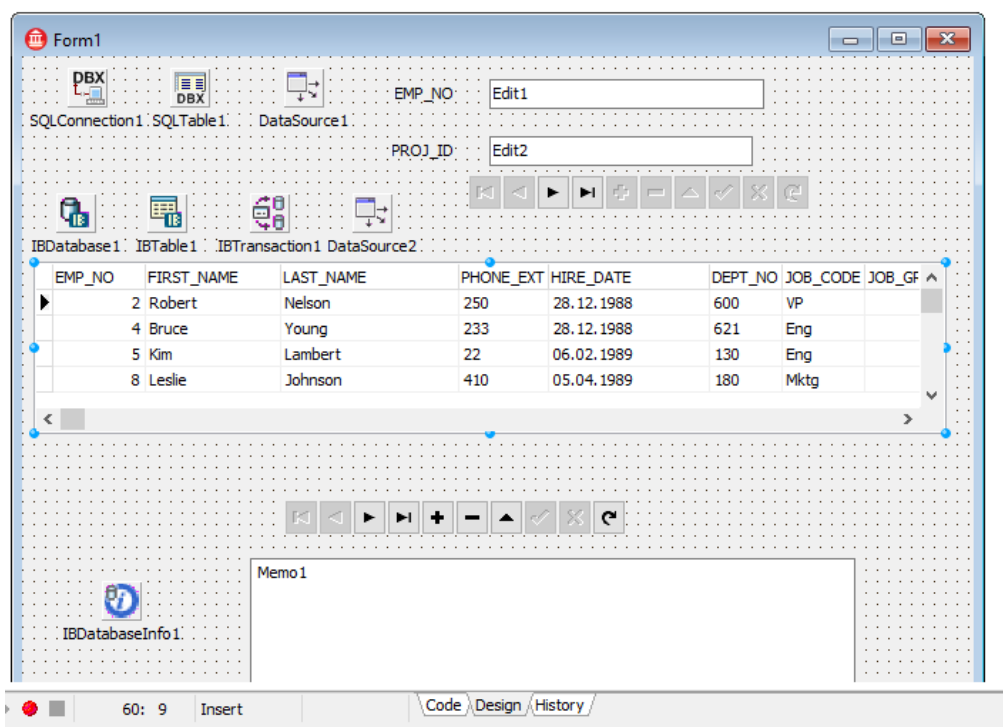 Form1
DBX
DBX
SQLConnection1 SQLTable1 DataSource1
EMP_NO Edit1
PROJ_ID Edit2
IB IB
IBDatabase1 IBTable1 IBTransaction1 DataSource2
EMP_NO FIRST_NAME LAST_NAME PHONE_EXT HIRE_DATE DEPT_NO JOB_CODE JOB_GF
2 Robert Nelson 250 28.12.1988 600 VP
4 Bruce Young 233 28.12.1988 621 Eng
5 Kim Lambert 22 06.02.1989 130 Eng
8 Leslie Johnson 410 05.04.1989 180 Mktg
Memo1
IBDatabaseInfo1
60: 9 Insert Code Design History